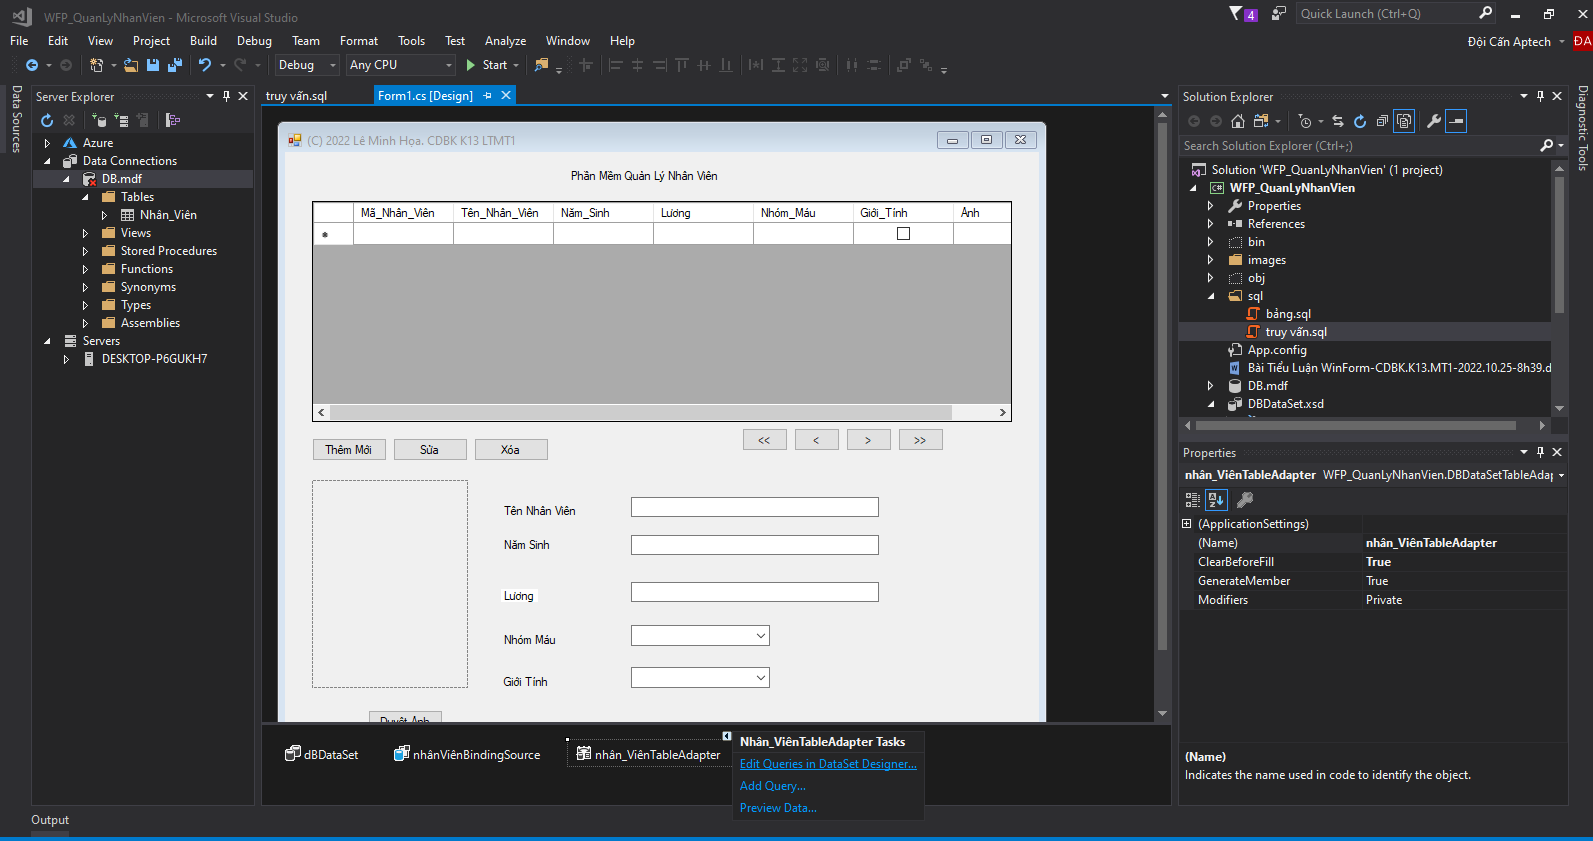 WFP_QuanLyNhanVien - Microsoft Visual Studio
4
Quick Launch (Ctrl+Q)
File Edit View Project Build Debug Team Format Tools Test Analyze Window Help
Đội Cấn Aptech
ĐA
Debug
Any CPU
Start
Data Sources
Server Explorer
Azure
Data Connections
DB.mdf
Tables
Nhân_Viên
Views
Stored Procedures
Functions
Synonyms
Types
Assemblies
Servers
DESKTOP-P6GUKH7
truy vấn.sql
Form1.cs [Design]
(C) 2022 Lê Minh Họa. CDBK K13 LTMT1
Phần Mềm Quản Lý Nhân Viên
Mã_Nhân_Viên Tên_Nhân_Viên Năm_Sinh Lương Nhóm_Máu Giới_Tính Ảnh
Thêm Mới
Sửa
Xóa
<<
<
>
>>
Tên Nhân Viên
Năm Sinh
Lương
Nhóm Máu
Giới Tính
Duyệt Ảnh
dBDataSet
nhânViênBindingSource
nhân_ViênTableAdapter
Nhân_ViênTableAdapter Tasks
Edit Queries in DataSet Designer...
Add Query...
Preview Data...
Solution Explorer
Search Solution Explorer (Ctrl+;)
Solution 'WFP_QuanLyNhanVien' (1 project)
C# WFP_QuanLyNhanVien
Properties
References
bin
images
obj
sql
bảng.sql
truy vấn.sql
App.config
Bài Tiểu Luận WinForm-CDBK.K13.MT1-2022.10.25-8h39.d
DB.mdf
DBDataSet.xsd
Properties
nhân_ViênTableAdapter WFP_QuanLyNhanVien.DBDataSetTableAdap
(ApplicationSettings)
(Name) nhân_ViênTableAdapter
ClearBeforeFill True
GenerateMember True
Modifiers Private
(Name)
Indicates the name used in code to identify the object.
Diagnostic Tools
Output